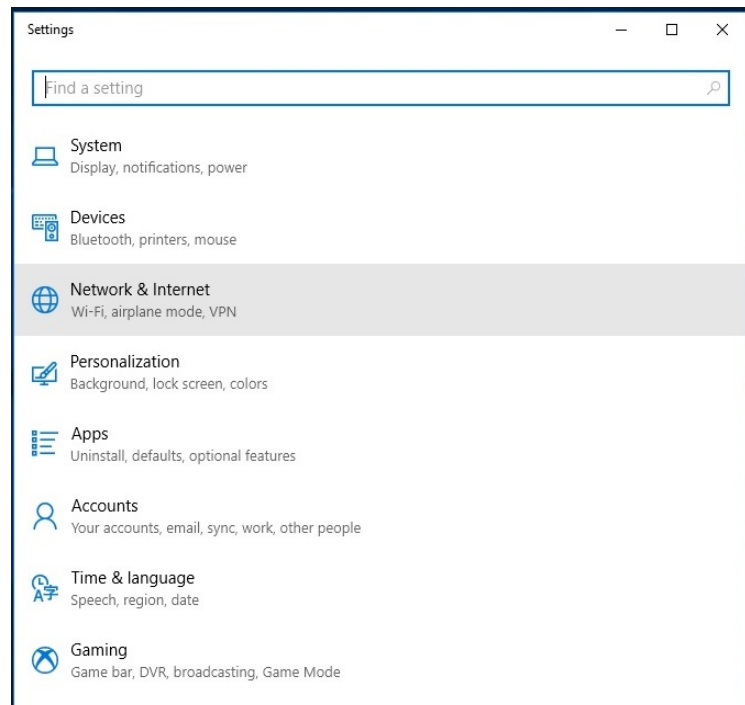 Settings
Find a setting
System
Display, notifications, power
Devices
Bluetooth, printers, mouse
Network & Internet
Wi-Fi, airplane mode, VPN
Personalization
Background, lock screen, colors
Apps
Uninstall, defaults, optional features
Accounts
Your accounts, email, sync, work, other people
Time & language
Speech, region, date
Gaming
Game bar, DVR, broadcasting, Game Mode